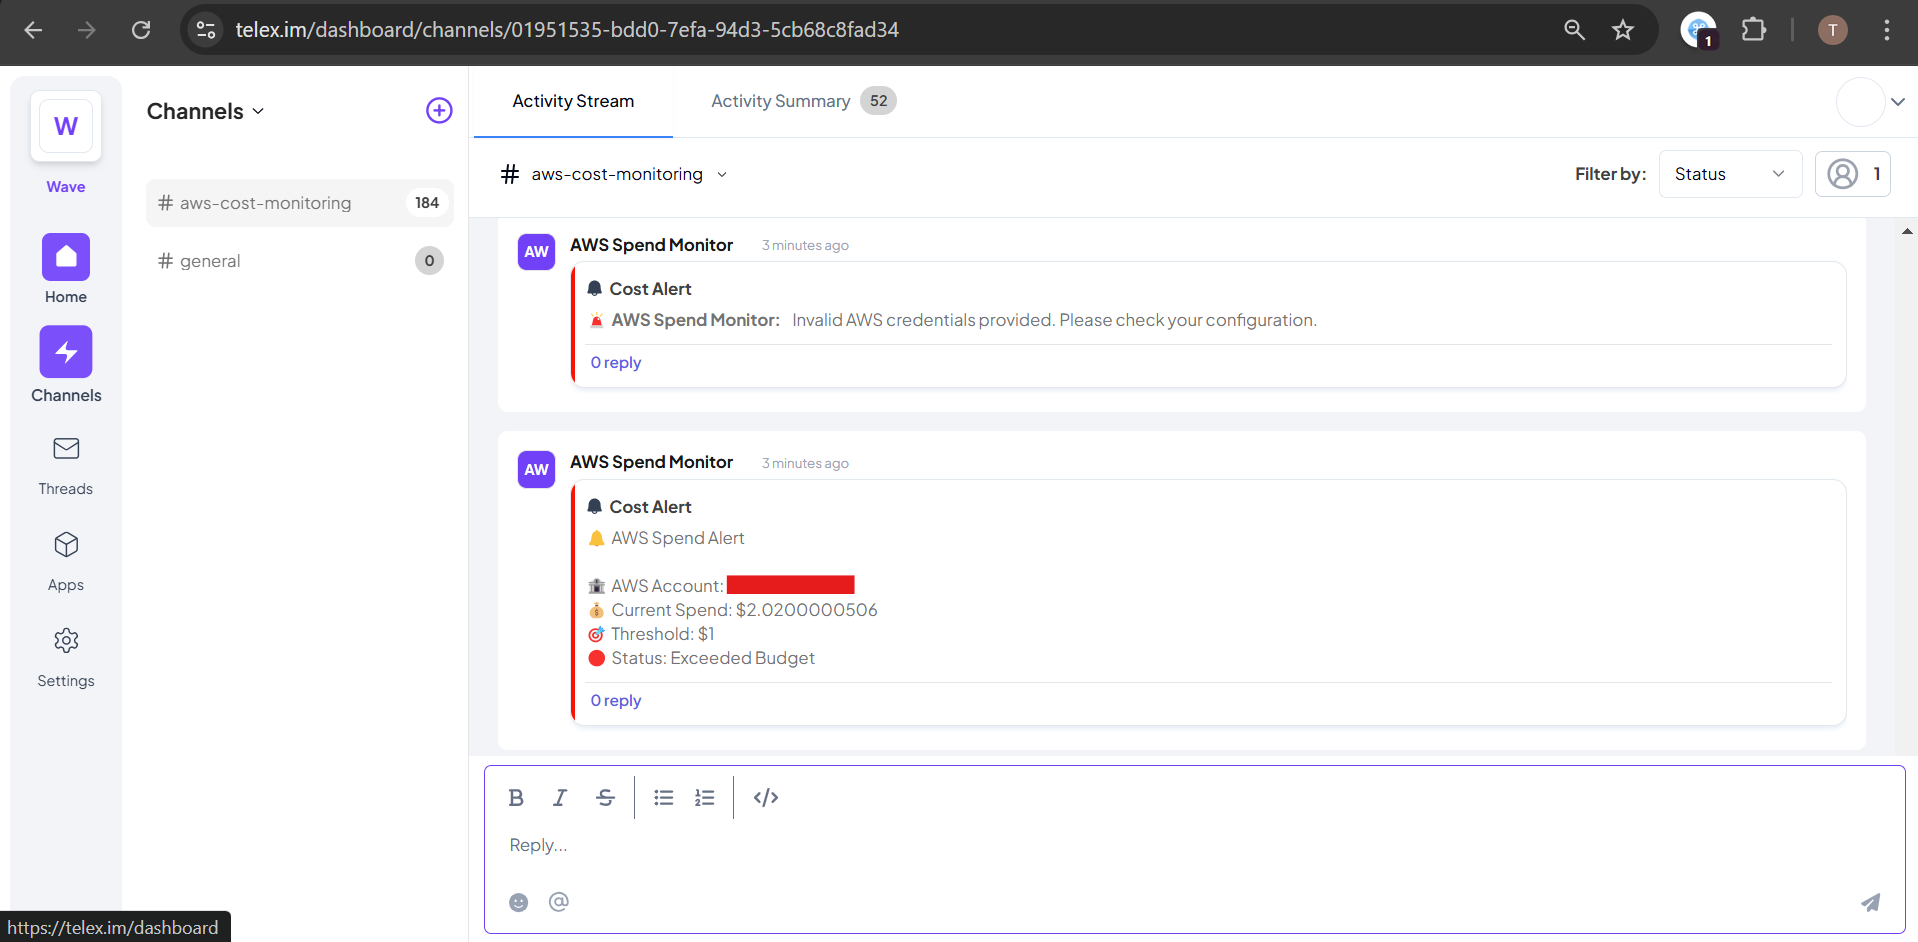 telex.im/dashboard/channels/01951535-bdd0-7efa-94d3-5cb68c8fad34
1
T
W
Wave
Home
Channels
Threads
Apps
Settings
Channels
# aws-cost-monitoring 184
# general 0
Activity Stream
Activity Summary 52
# aws-cost-monitoring
Filter by: Status 1
AW AWS Spend Monitor 3 minutes ago
Cost Alert
AWS Spend Monitor: Invalid AWS credentials provided. Please check your configuration.
0 reply
AW AWS Spend Monitor 3 minutes ago
Cost Alert
AWS Spend Alert
AWS Account:
Current Spend: $2.0200000506
Threshold: $1
Status: Exceeded Budget
0 reply
Reply...
https://telex.im/dashboard